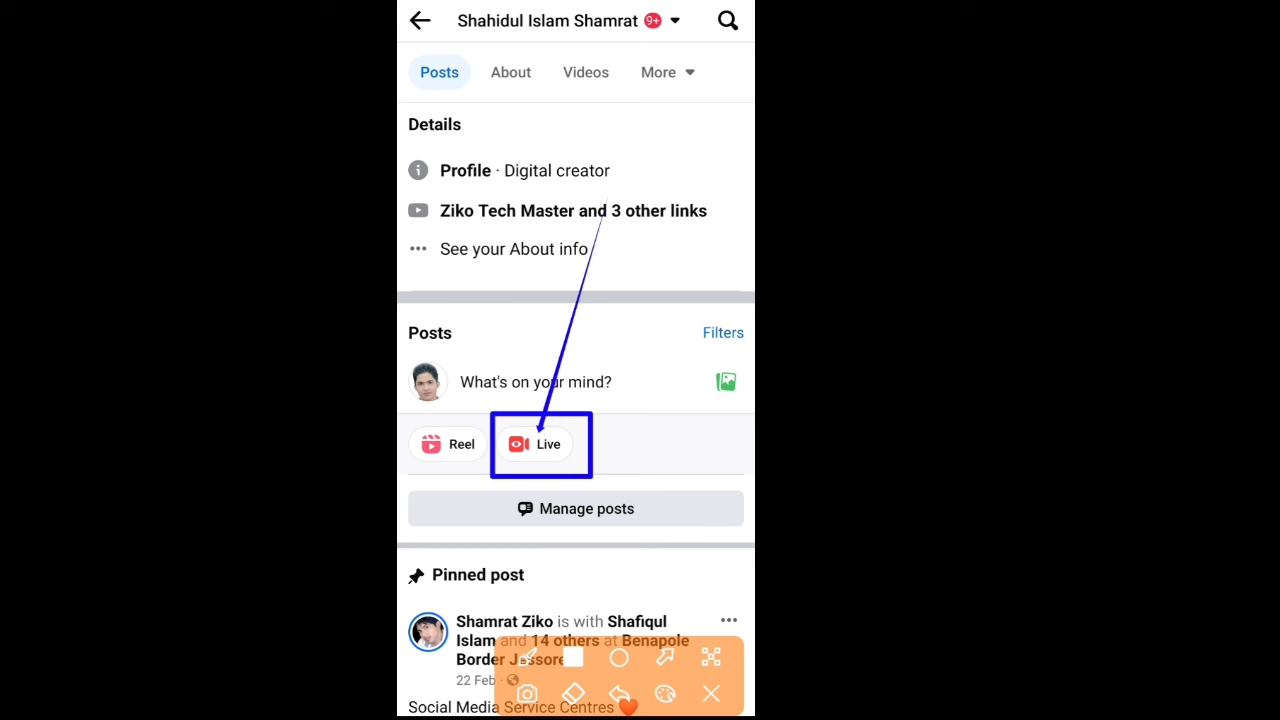 Shahidul Islam Shamrat 9+
Posts About Videos More
Details
Profile · Digital creator
Ziko Tech Master and 3 other links
See your About info
Posts Filters
What's on your mind?
Reel Live
Manage posts
Pinned post
Shamrat Ziko is with Shafiqul
Islam and 14 others at Benapole
Border Jessore
22 Feb ·
Social Media Service Centres ❤️